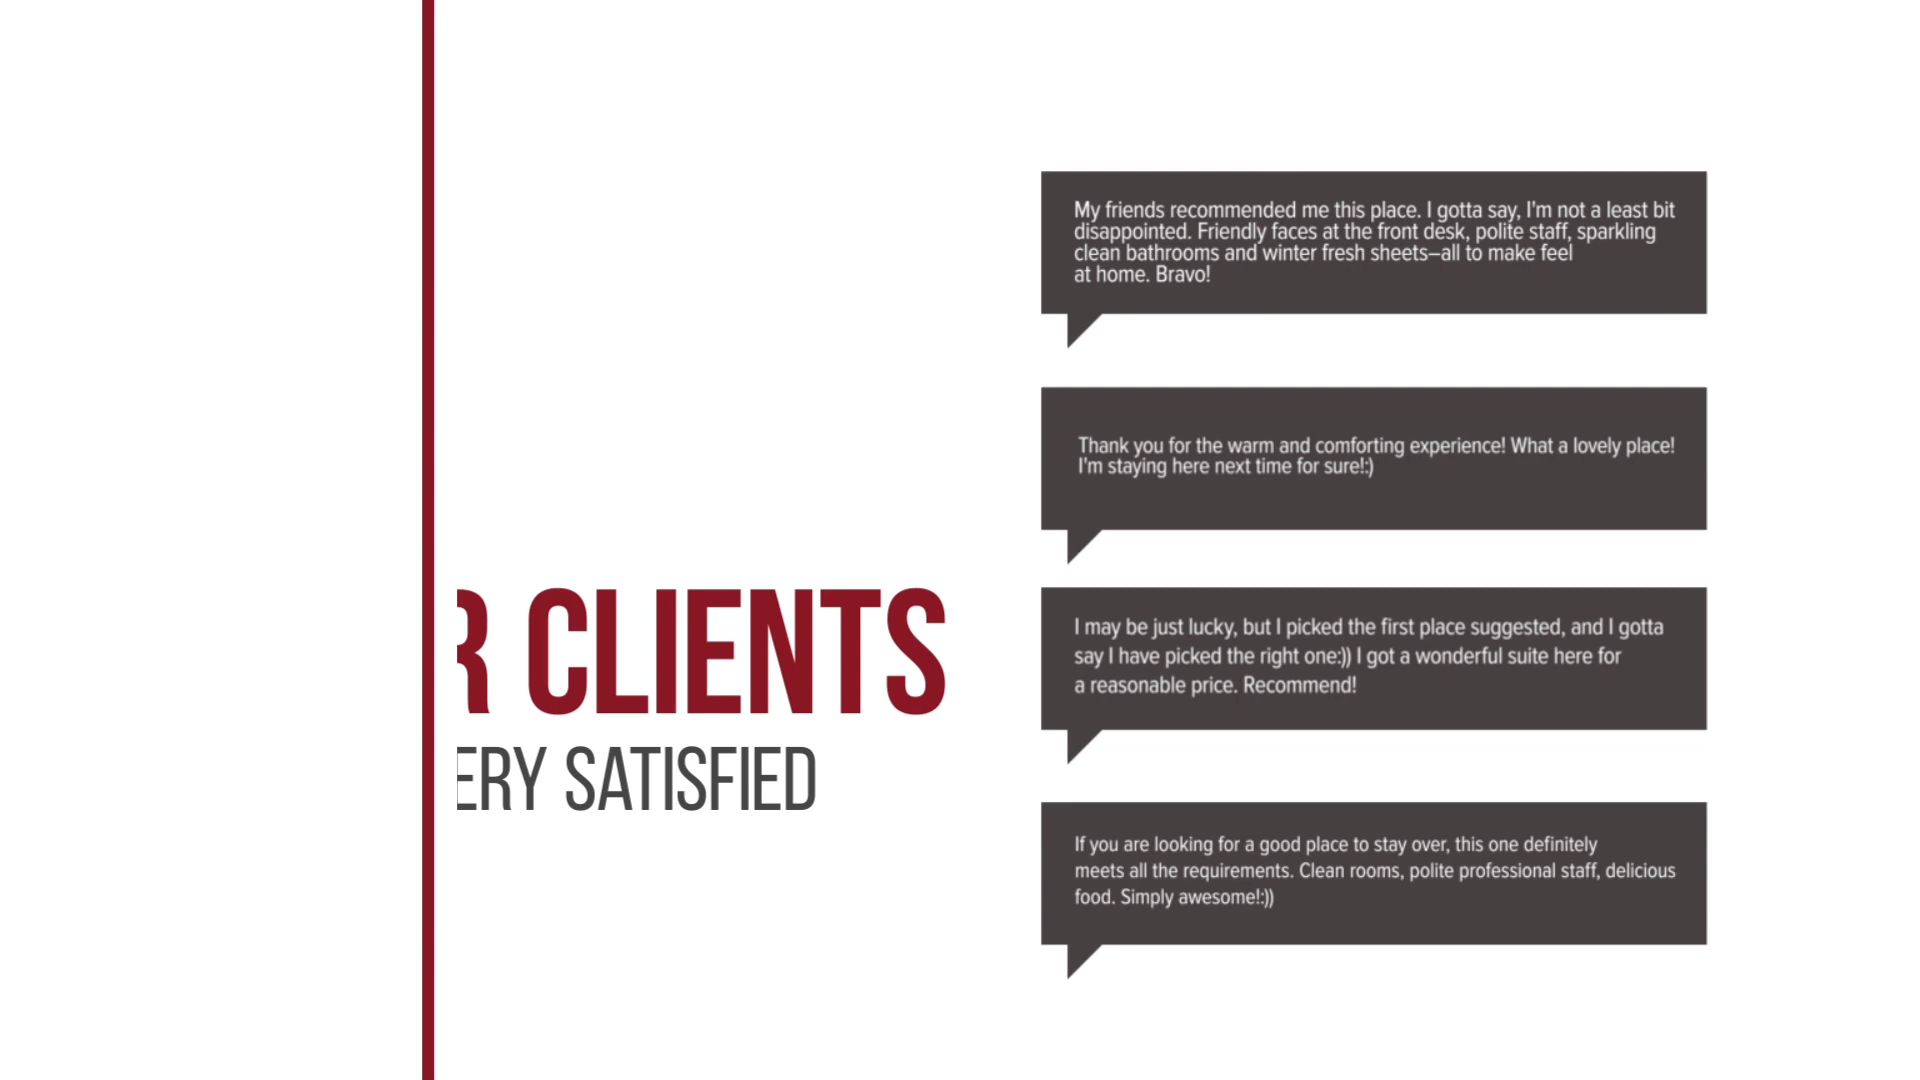 R CLIENTS
ERY SATISFIED
My friends recommended me this place. I gotta say, I'm not a least bit
disappointed. Friendly faces at the front desk, polite staff, sparkling
clean bathrooms and winter fresh sheets–all to make feel
at home. Bravo!
Thank you for the warm and comforting experience! What a lovely place!
I'm staying here next time for sure!:)
I may be just lucky, but I picked the first place suggested, and I gotta
say I have picked the right one:)) I got a wonderful suite here for
a reasonable price. Recommend!
If you are looking for a good place to stay over, this one definitely
meets all the requirements. Clean rooms, polite professional staff, delicious
food. Simply awesome!:))